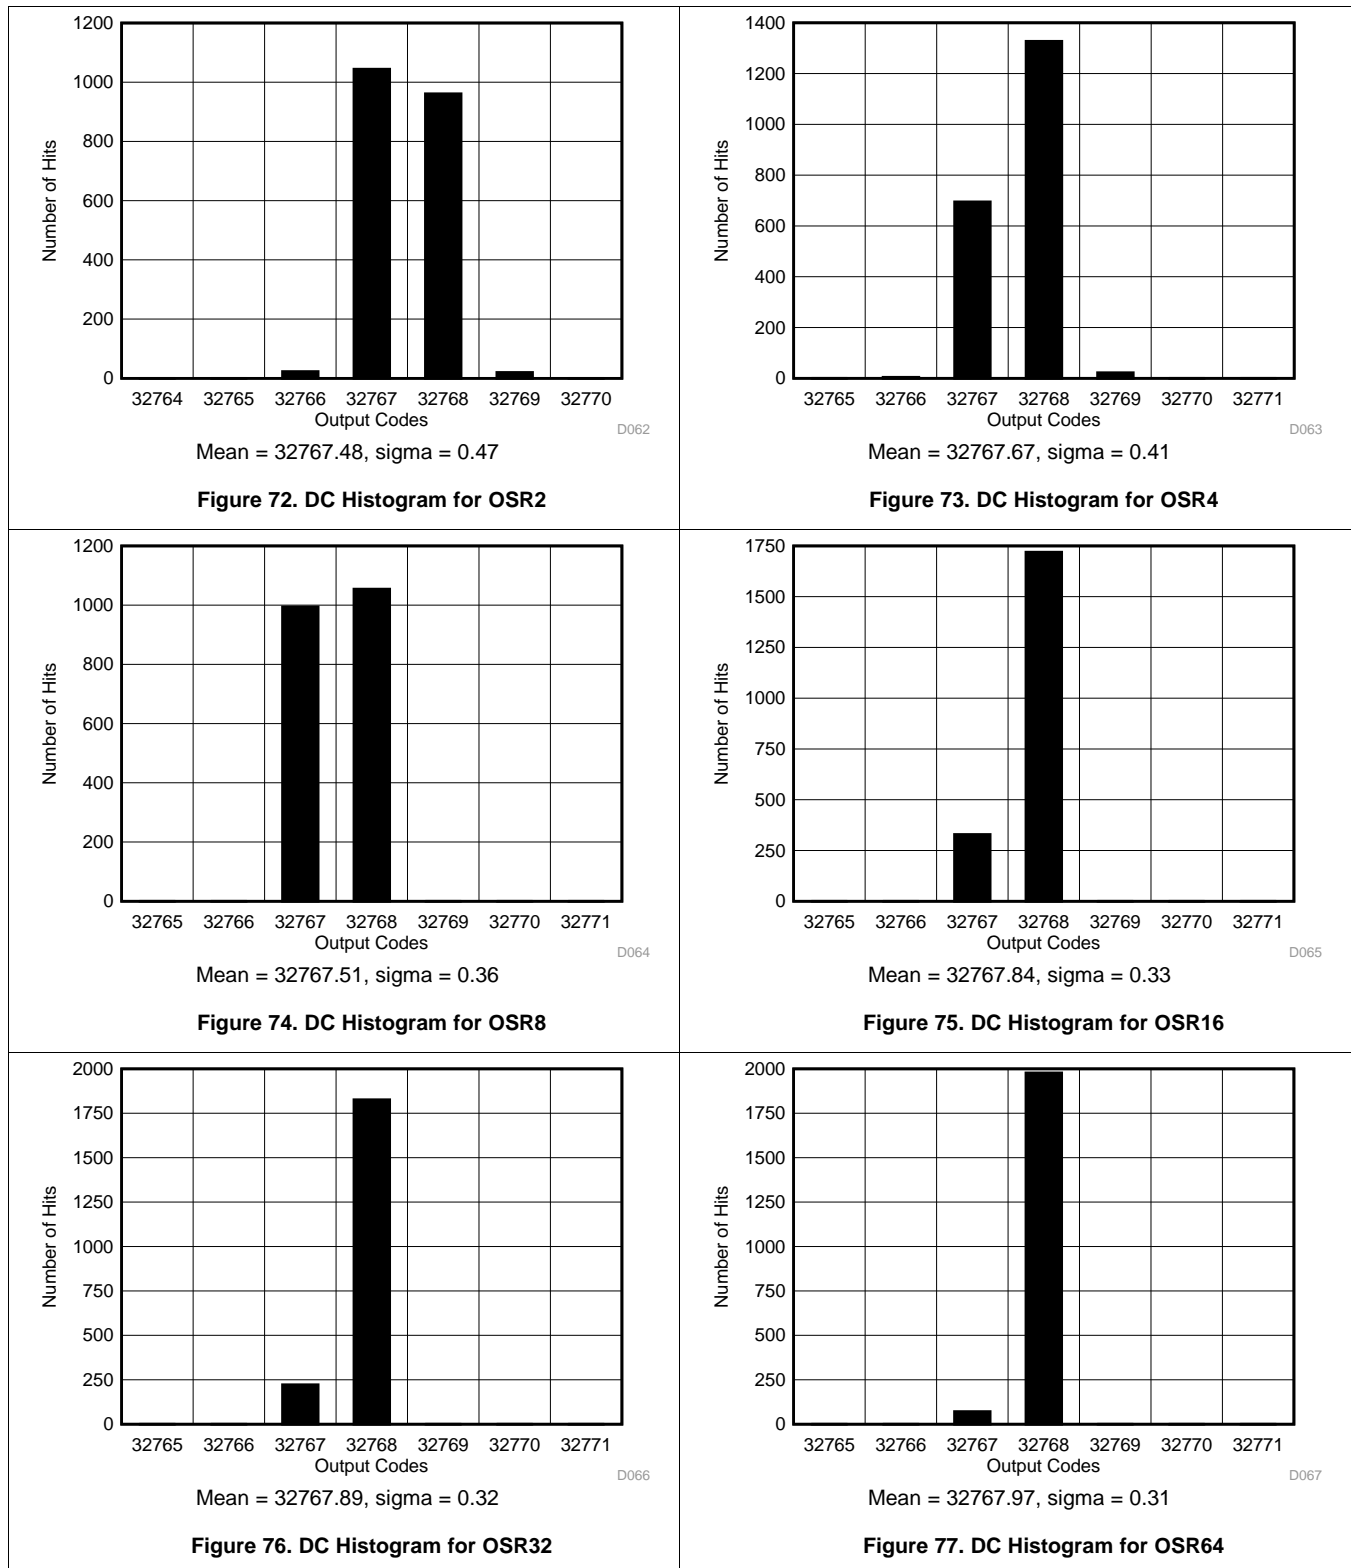 1200
1000
800
600
400
200
0
Number of Hits
32764 32765 32766 32767 32768 32769 32770
Output Codes
D062
Mean = 32767.48, sigma = 0.47
Figure 72. DC Histogram for OSR2
1400
1200
1000
800
600
400
200
0
Number of Hits
32765 32766 32767 32768 32769 32770 32771
Output Codes
D063
Mean = 32767.67, sigma = 0.41
Figure 73. DC Histogram for OSR4
1200
1000
800
600
400
200
0
Number of Hits
32765 32766 32767 32768 32769 32770 32771
Output Codes
D064
Mean = 32767.51, sigma = 0.36
Figure 74. DC Histogram for OSR8
1750
1500
1250
1000
750
500
250
0
Number of Hits
32765 32766 32767 32768 32769 32770 32771
Output Codes
D065
Mean = 32767.84, sigma = 0.33
Figure 75. DC Histogram for OSR16
2000
1750
1500
1250
1000
750
500
250
0
Number of Hits
32765 32766 32767 32768 32769 32770 32771
Output Codes
D066
Mean = 32767.89, sigma = 0.32
Figure 76. DC Histogram for OSR32
2000
1750
1500
1250
1000
750
500
250
0
Number of Hits
32765 32766 32767 32768 32769 32770 32771
Output Codes
D067
Mean = 32767.97, sigma = 0.31
Figure 77. DC Histogram for OSR64